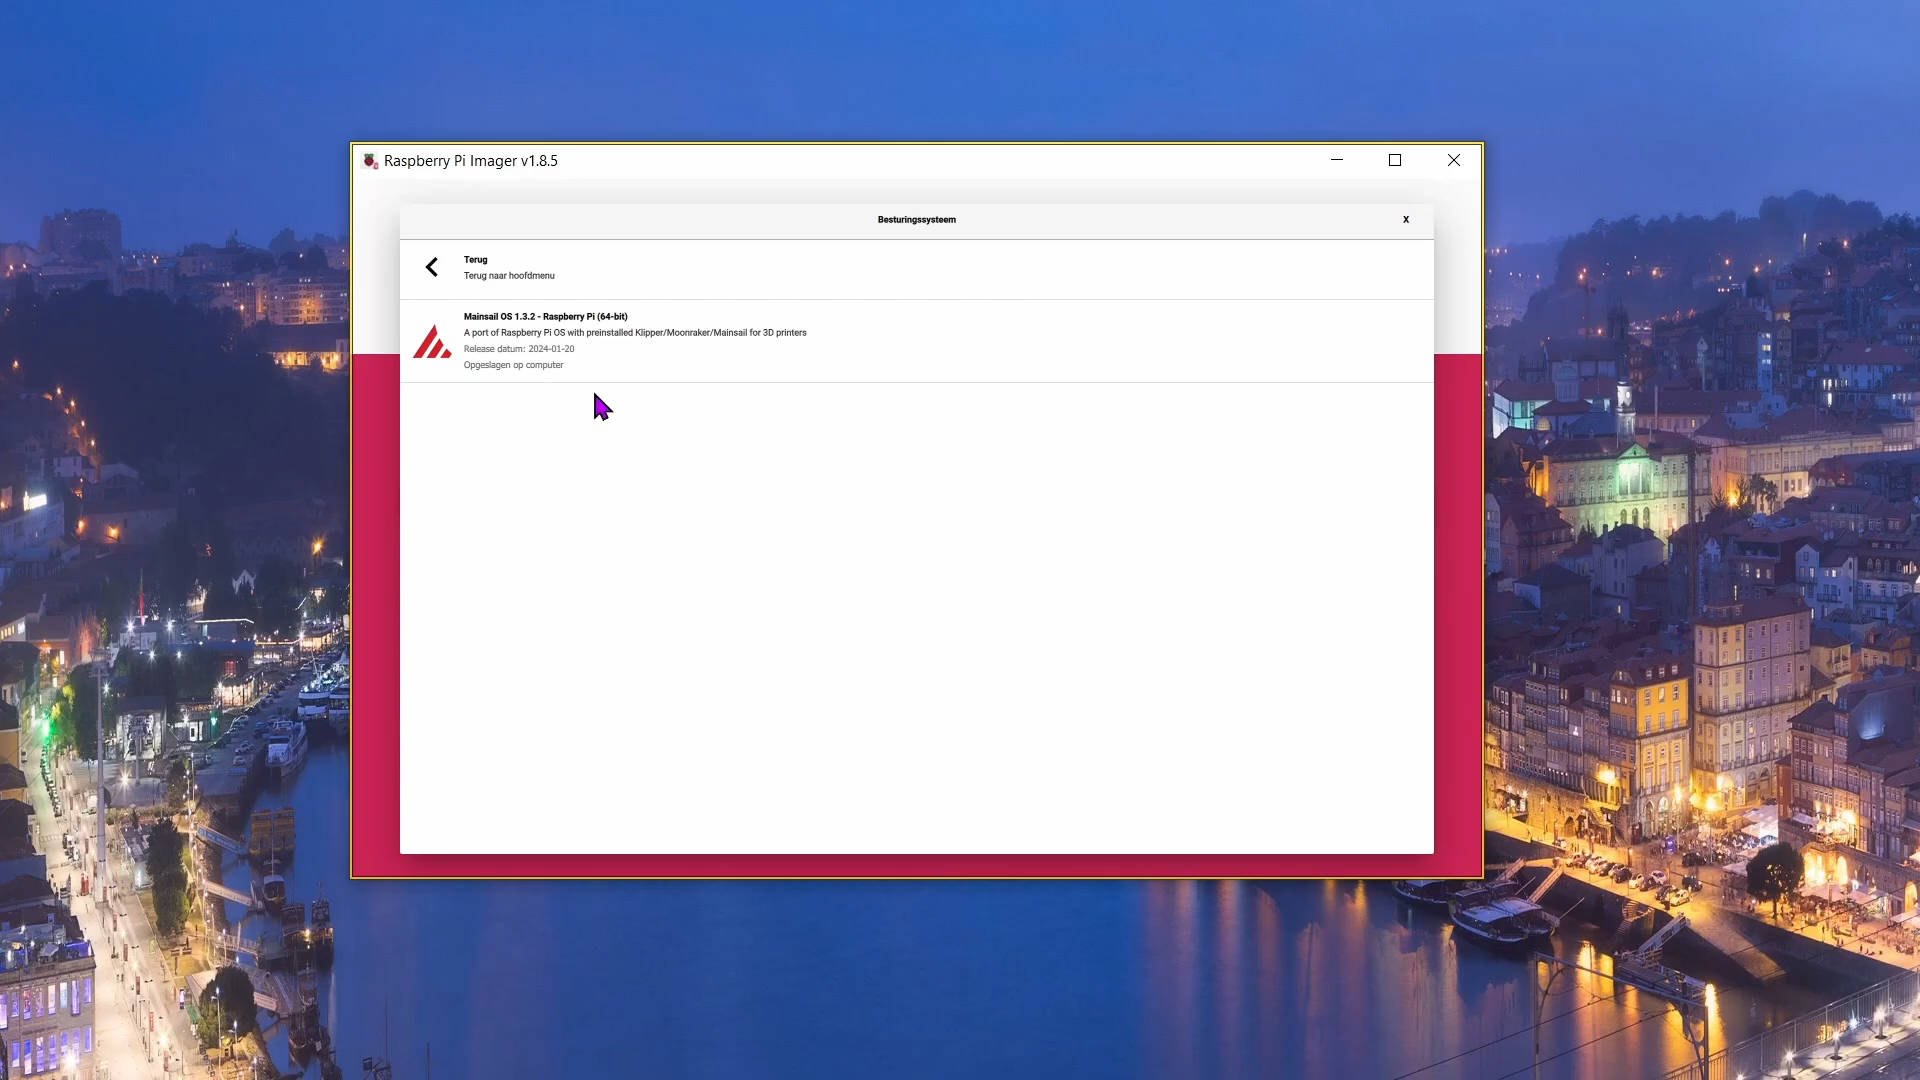 Raspberry Pi Imager v1.8.5
Besturingssysteem
X
Terug
Terug naar hoofdmenu
Mainsail OS 1.3.2 - Raspberry Pi (64-bit)
A port of Raspberry Pi OS with preinstalled Klipper/Moonraker/Mainsail for 3D printers
Release datum: 2024-01-20
Opgeslagen op computer